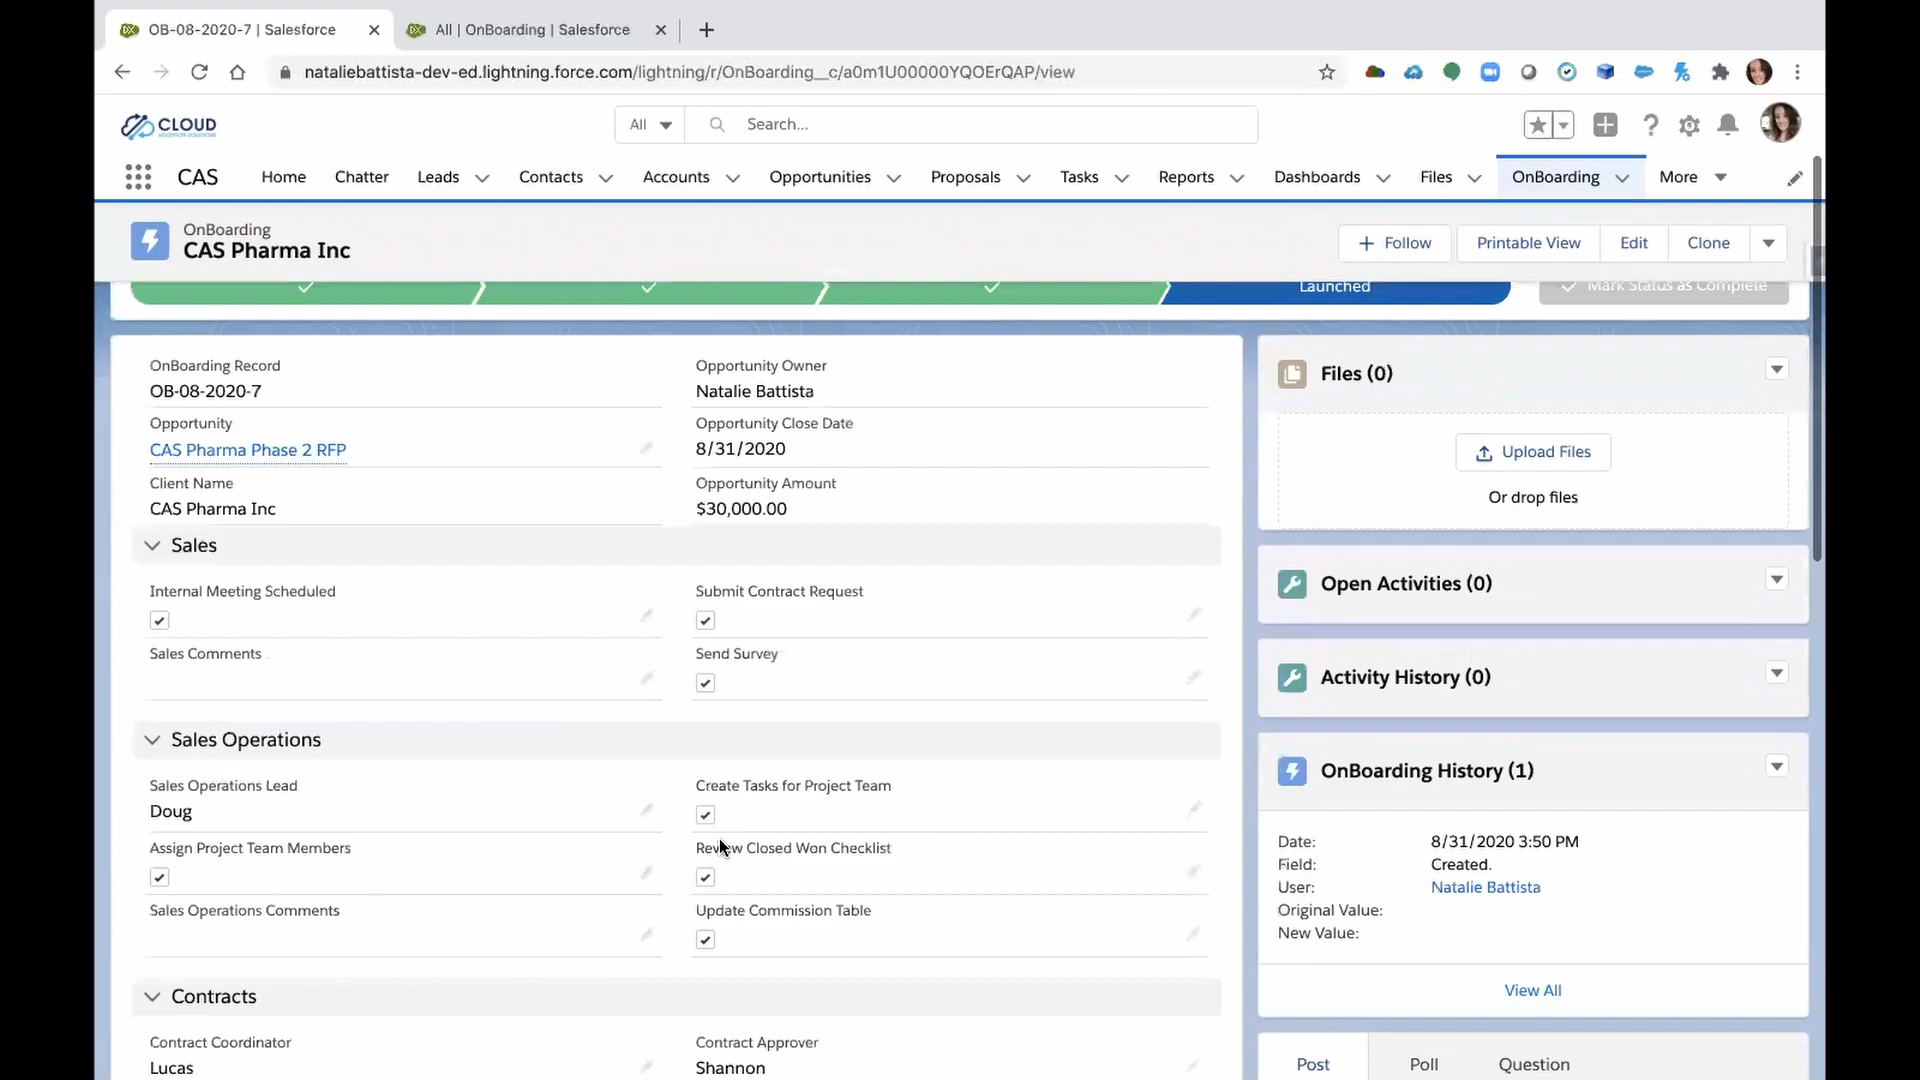 OB-08-2020-7 | Salesforce
All | OnBoarding | Salesforce
nataliebattista-dev-ed.lightning.force.com/lightning/r/OnBoarding__c/a0m1U00000YQOErQAP/view
CLOUD
All
Search...
CAS
Home
Chatter
Leads
Contacts
Accounts
Opportunities
Proposals
Tasks
Reports
Dashboards
Files
OnBoarding
More
OnBoarding
CAS Pharma Inc
Follow
Printable View
Edit
Clone
Launched
Mark Status as Complete
OnBoarding Record
OB-08-2020-7
Opportunity Owner
Natalie Battista
Opportunity
CAS Pharma Phase 2 RFP
Opportunity Close Date
8/31/2020
Client Name
CAS Pharma Inc
Opportunity Amount
$30,000.00
Sales
Internal Meeting Scheduled
Submit Contract Request
Sales Comments
Send Survey
Sales Operations
Sales Operations Lead
Doug
Create Tasks for Project Team
Assign Project Team Members
Review Closed Won Checklist
Sales Operations Comments
Update Commission Table
Contracts
Contract Coordinator
Lucas
Contract Approver
Shannon
Files (0)
Upload Files
Or drop files
Open Activities (0)
Activity History (0)
OnBoarding History (1)
Date: 8/31/2020 3:50 PM
Field: Created.
User: Natalie Battista
Original Value:
New Value:
View All
Post
Poll
Question